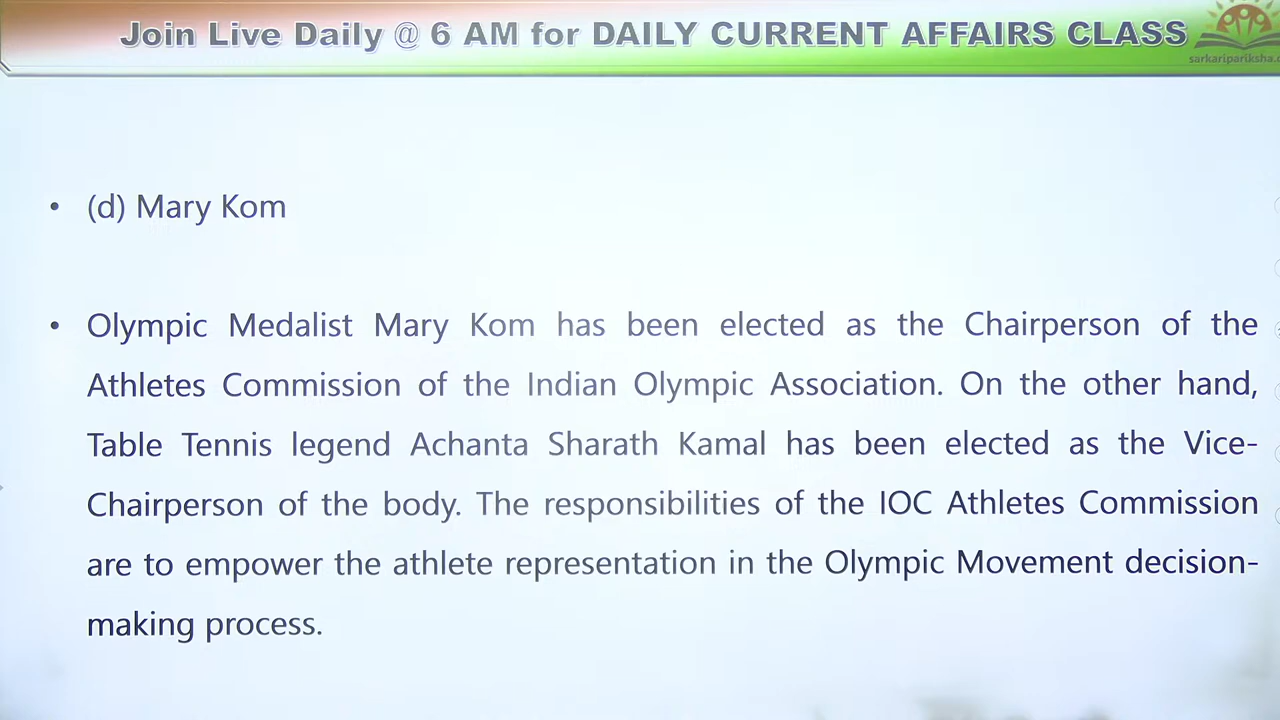 Join Live Daily @ 6 AM for DAILY CURRENT AFFAIRS CLASS
sarkaripariksha.c
• (d) Mary Kom
• Olympic Medalist Mary Kom has been elected as the Chairperson of the
Athletes Commission of the Indian Olympic Association. On the other hand,
Table Tennis legend Achanta Sharath Kamal has been elected as the Vice-
Chairperson of the body. The responsibilities of the IOC Athletes Commission
are to empower the athlete representation in the Olympic Movement decision-
making process.